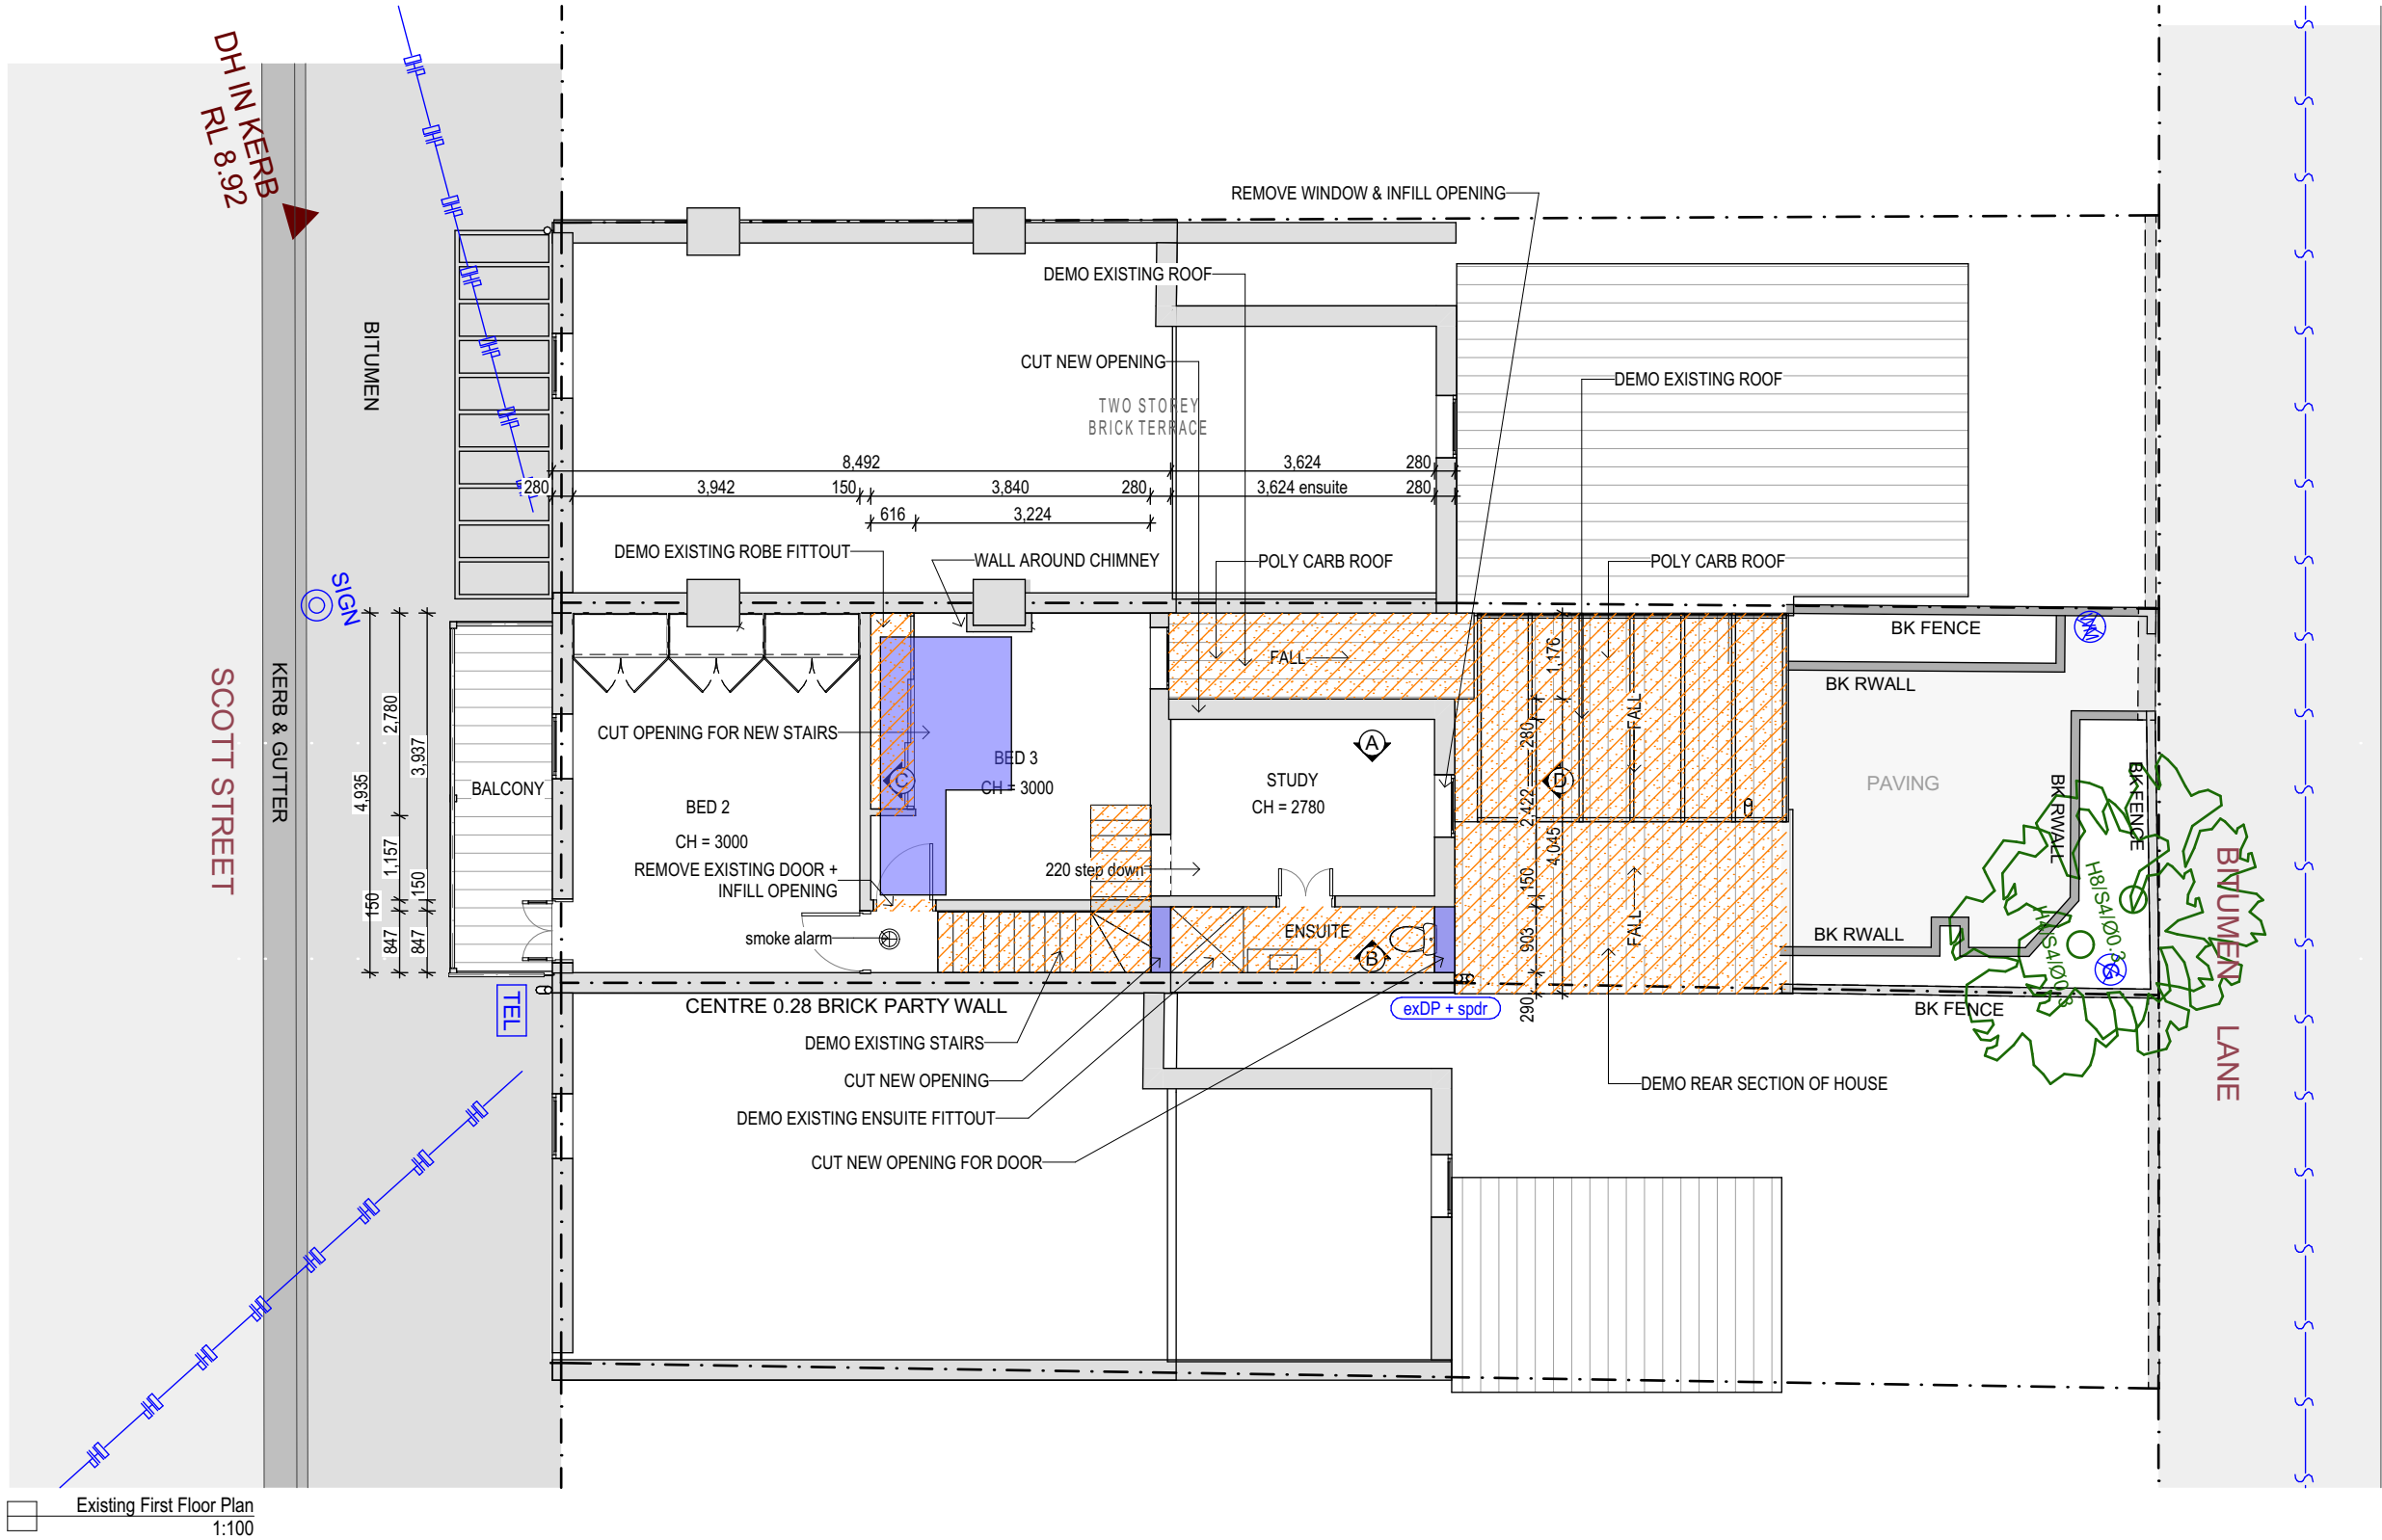 DH IN KERB
RL 8.92
BITUMEN
SIGN
SCOTT STREET
KERB & GUTTER
REMOVE WINDOW & INFILL OPENING
DEMO EXISTING ROOF
CUT NEW OPENING
DEMO EXISTING ROOF
TWO STOREY
BRICK TERRACE
8,492
3,624
280
280
3,942
150
3,840
280
3,624 ensuite
280
616
3,224
DEMO EXISTING ROBE FITTOUT
WALL AROUND CHIMNEY
POLY CARB ROOF
POLY CARB ROOF
4,935
150
2,780
1,157
847
3,937
150
847
BALCONY
CUT OPENING FOR NEW STAIRS
BED 2
CH = 3000
REMOVE EXISTING DOOR +
INFILL OPENING
smoke alarm
C
BED 3
CH = 3000
FALL
A
STUDY
CH = 2780
220 step down
ENSUITE
B
D
1,176
280
2,422
4,045
150
903
290
FALL
FALL
BK FENCE
BK RWALL
PAVING
BK RWALL
BK FENCE
BK RWALL
BK FENCE
H8/S4/Ø0.3
H4/S4/Ø0.3
G
BITUMEN LANE
TEL
CENTRE 0.28 BRICK PARTY WALL
exDP + spdr
DEMO EXISTING STAIRS
CUT NEW OPENING
DEMO EXISTING ENSUITE FITTOUT
CUT NEW OPENING FOR DOOR
DEMO REAR SECTION OF HOUSE
Existing First Floor Plan
1:100